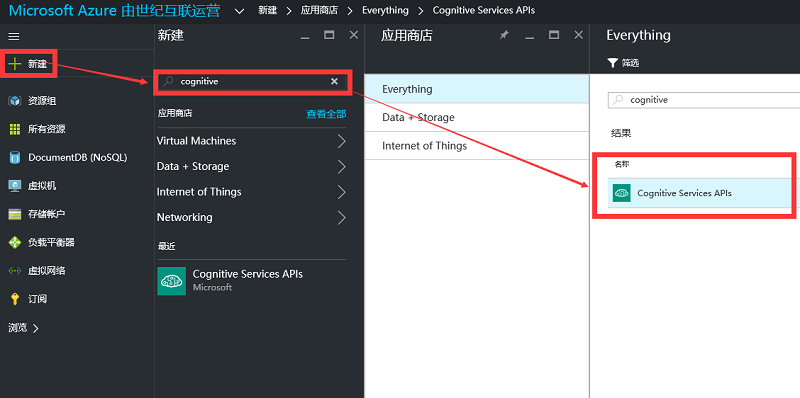 Microsoft Azure 由世纪互联运营
新建 > 应用商店 > Everything > Cognitive Services APIs
新建
资源组
所有资源
DocumentDB (NoSQL)
虚拟机
存储帐户
负载平衡器
虚拟网络
订阅
浏览 >
新建
cognitive
应用商店 查看全部
Virtual Machines
Data + Storage
Internet of Things
Networking
最近
Cognitive Services APIs
Microsoft
应用商店
Everything
Data + Storage
Internet of Things
Everything
筛选
cognitive
结果
名称
Cognitive Services APIs